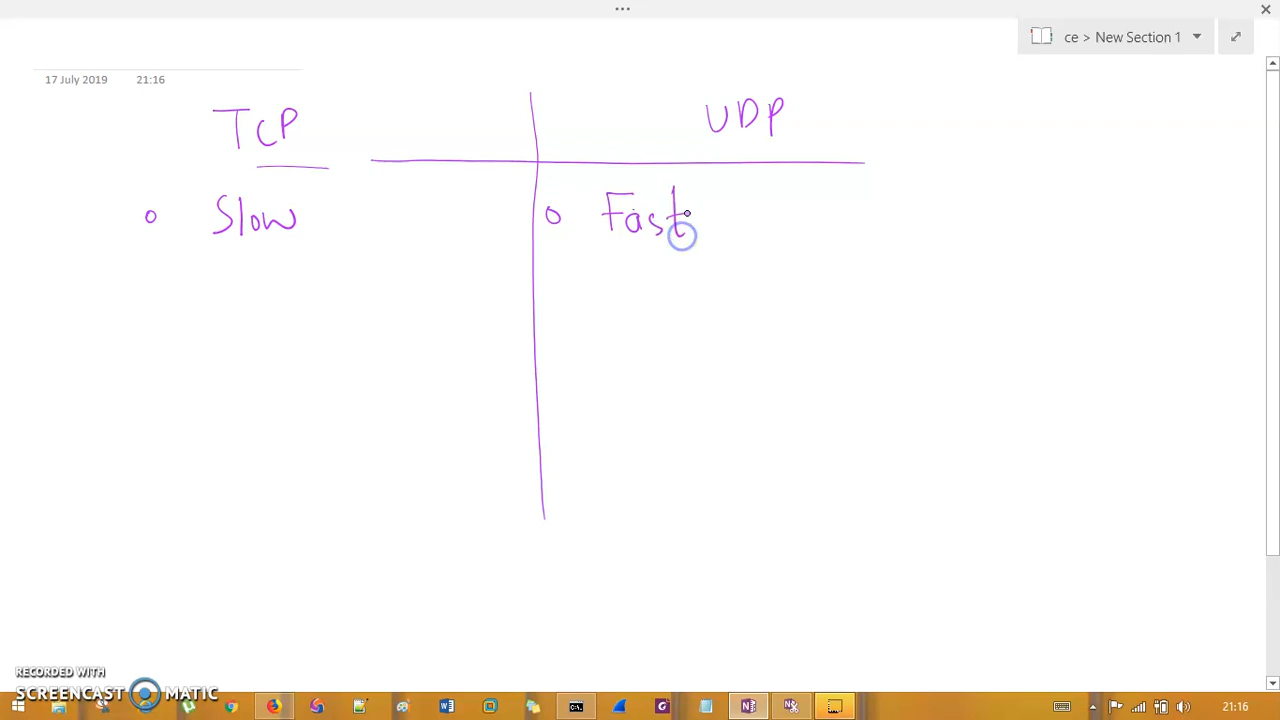 ce > New Section 1
17 July 2019 21:16
TCP UDP
Slow Fast
RECORDED WITH
SCREENCAST MATIC
21:16